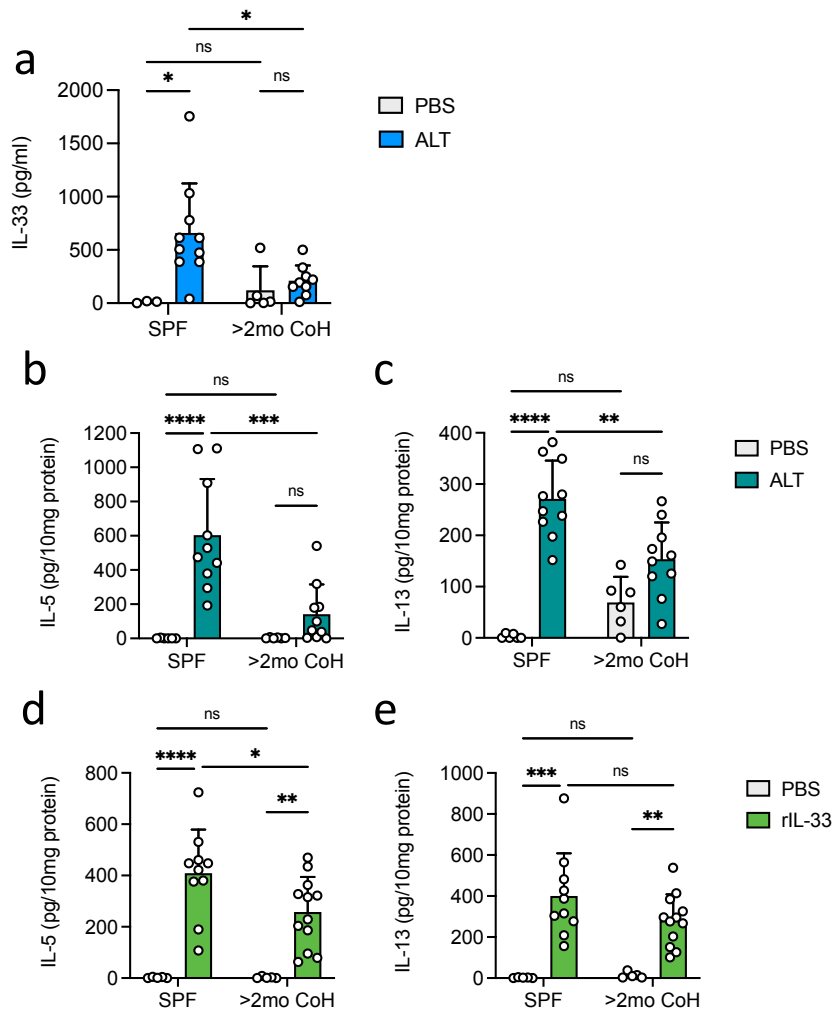 a
*
ns
* ns
2000
1500
1000
500
0
IL-33 (pg/ml)
SPF >2mo CoH
PBS
ALT
b
ns
**** ***
ns
1200
1000
800
600
400
200
0
IL-5 (pg/10mg protein)
SPF >2mo CoH
c
ns
**** **
ns
400
300
200
100
0
IL-13 (pg/10mg protein)
SPF >2mo CoH
PBS
ALT
d
ns
**** *
**
800
600
400
200
0
IL-5 (pg/10mg protein)
SPF >2mo CoH
e
ns
*** ns
**
1000
800
600
400
200
0
IL-13 (pg/10mg protein)
SPF >2mo CoH
PBS
rIL-33